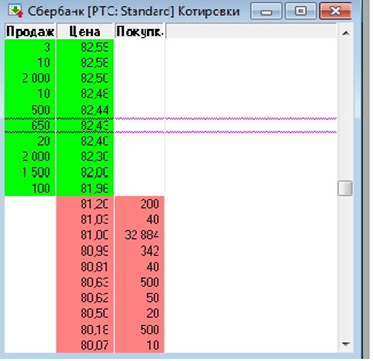 Сбербанк [РТС: Standard] Котировки
Продаж Цена Покупк.
3 82,59
10 82,58
2 000 82,50
10 82,48
500 82,44
650 82,43
20 82,40
2 000 82,30
1 500 82,00
100 81,98
81,20 200
81,03 40
81,00 32 884
80,99 342
80,81 40
80,63 500
80,62 50
80,50 20
80,18 500
80,07 10